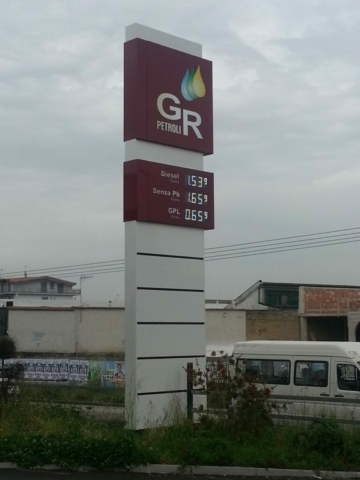 GR
PETROLI
Diesel 1.539
Senza Pb 1.659
GPL 0.659